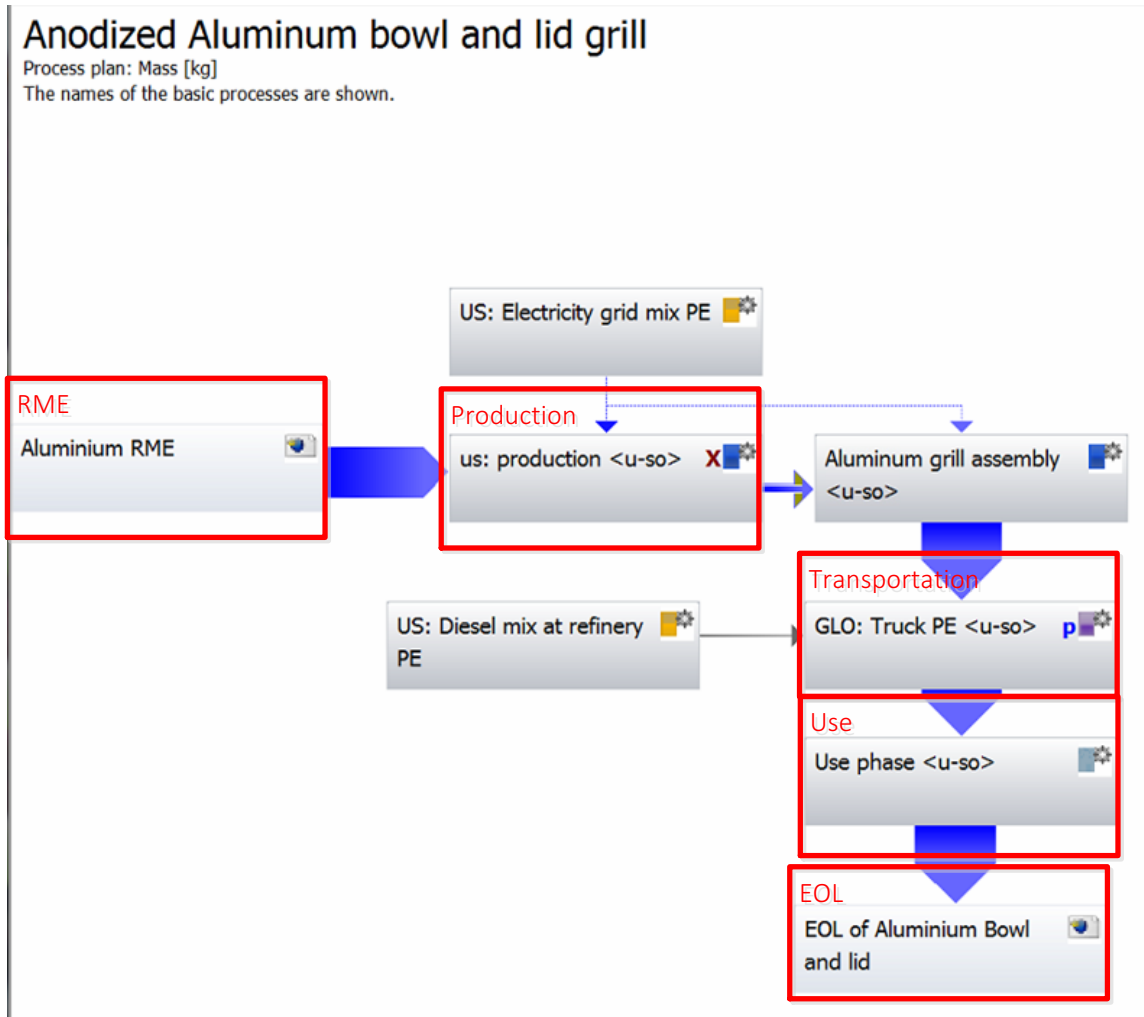 Anodized Aluminum bowl and lid grill
Process plan: Mass [kg]
The names of the basic processes are shown.
US: Electricity grid mix PE
RME
Aluminium RME
Production
us: production <u-so>
X
Aluminum grill assembly
<u-so>
Transportation
US: Diesel mix at refinery
PE
GLO: Truck PE <u-so>
p
Use
Use phase <u-so>
EOL
EOL of Aluminium Bowl
and lid